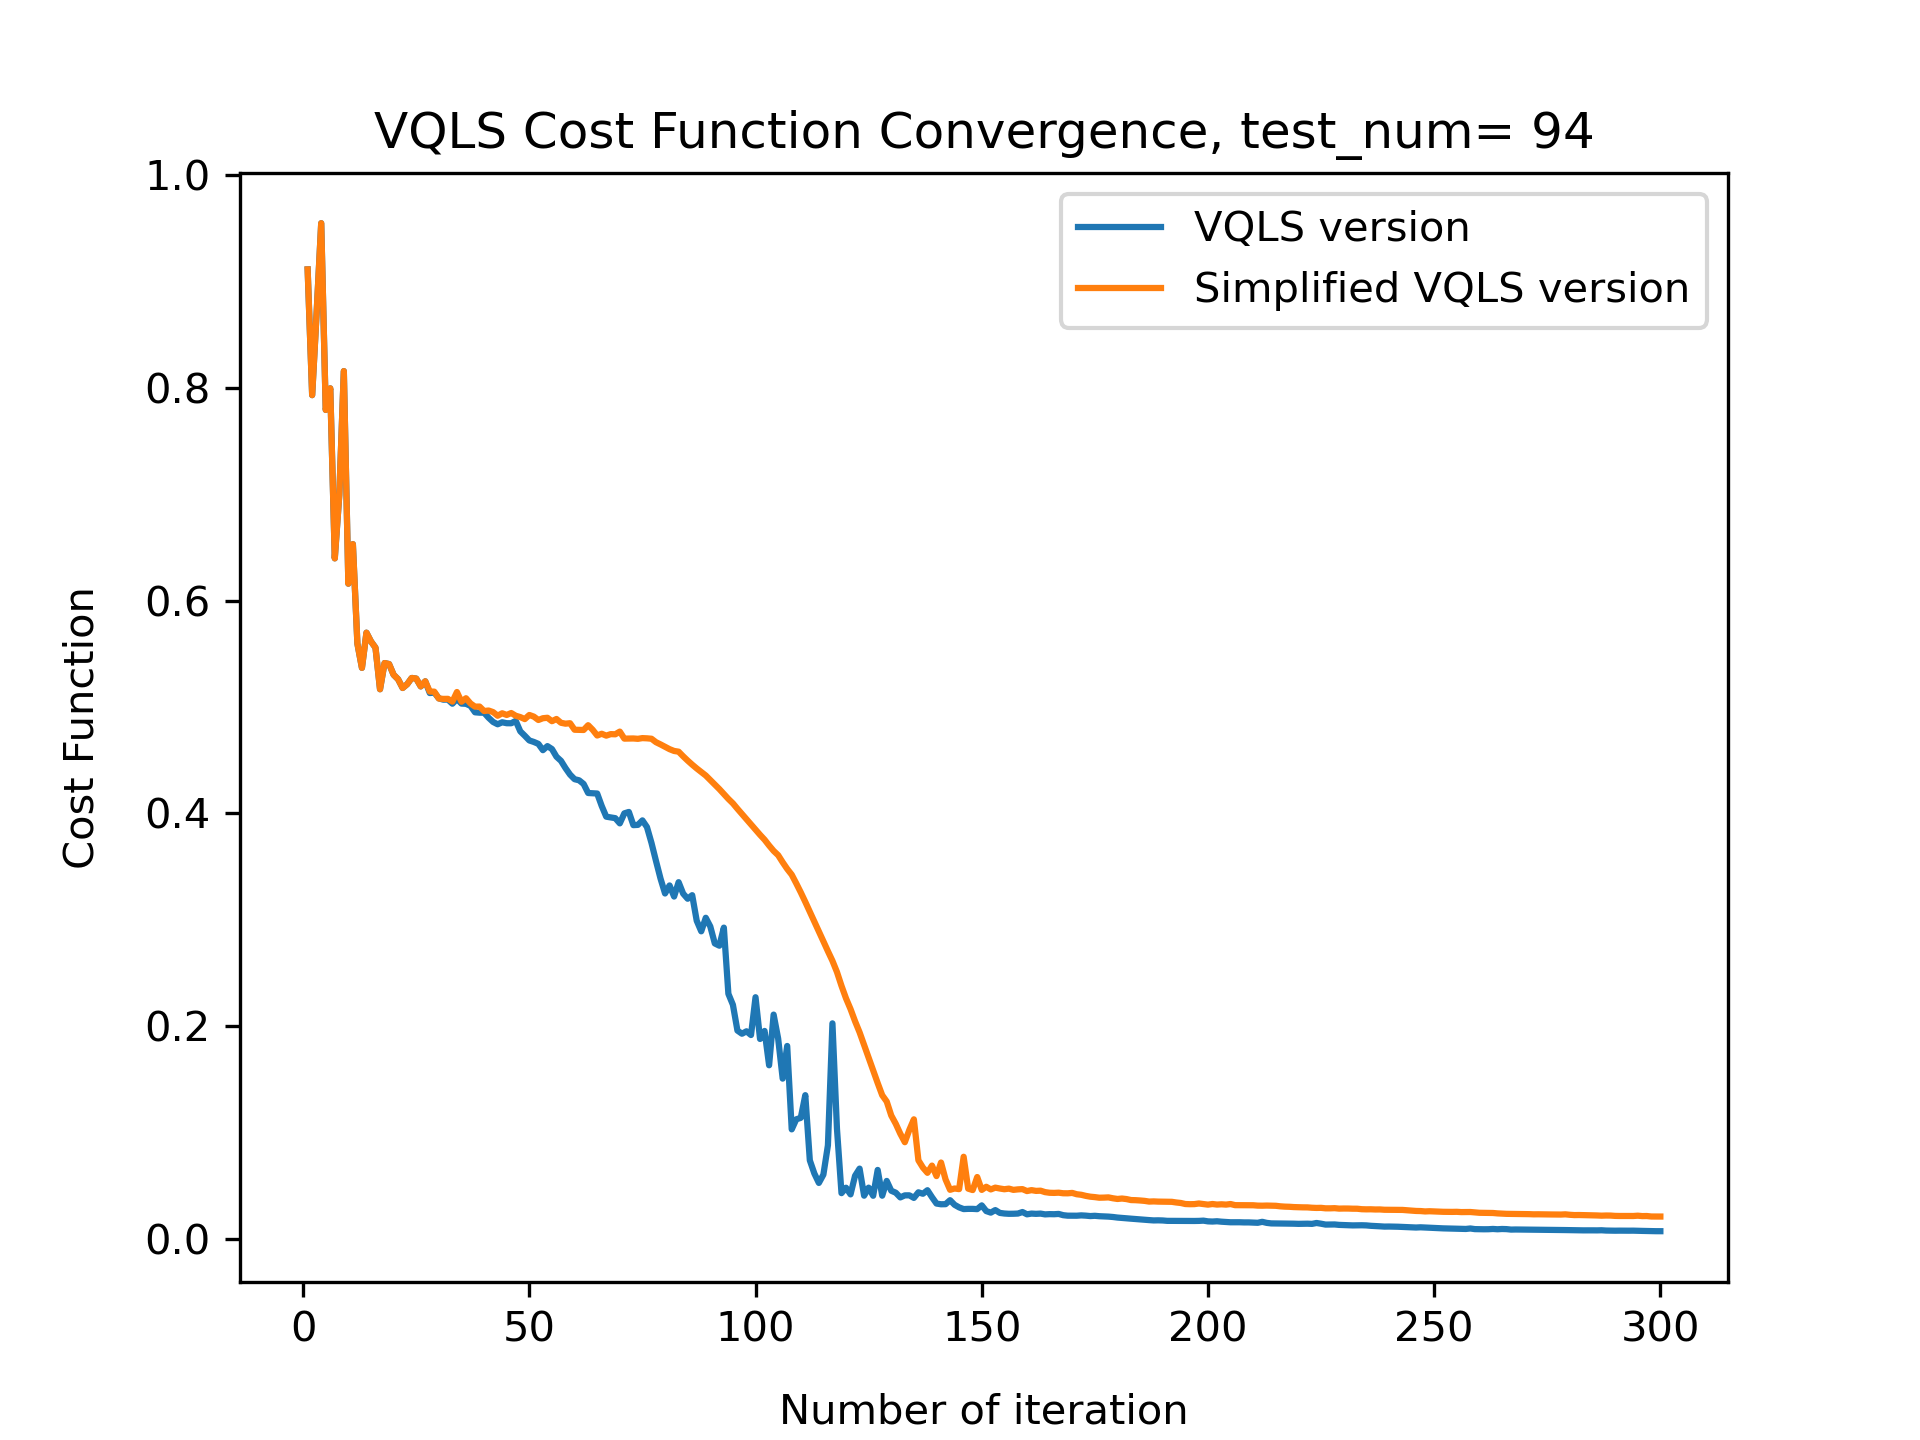 VQLS Cost Function Convergence, test_num= 94
1.0
0.8
0.6
0.4
0.2
0.0
Cost Function
VQLS version
Simplified VQLS version
0 50 100 150 200 250 300
Number of iteration